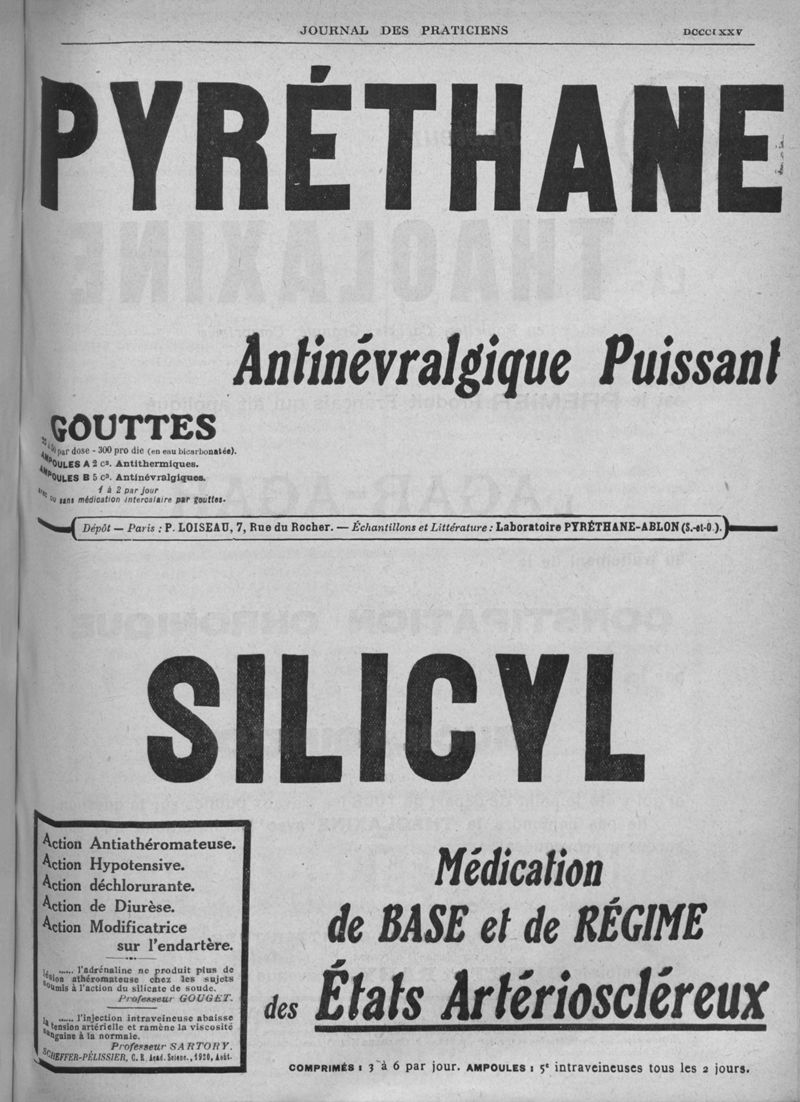 JOURNAL DES PRATICIENS
PYRÉTHANE
Antinévralgique Puissant
GOUTTES
par dose - 300 pro die (en eau bicarbonatée).
AMPOULES A 2 cᶜ. Antithermiques.
AMPOULES B 5 cᶜ. Antinévralgiques.
1 à 2 par jour
avec ou sans médication intercalaire par gouttes.
Dépôt — Paris : P. LOISEAU, 7, Rue du Rocher. — Échantillons et Littérature : Laboratoire PYRÉTHANE-ABLON (S.-et-O.).
SILICYL
Action Antiathéromateuse.
Action Hypotensive.
Action déchlorurante.
Action de Diurèse.
Action Modificatrice
sur l'endartère.
...... l'adrénaline ne produit plus de
lésion athéromateuse chez les sujets
soumis à l'action du silicate de soude.
Professeur GOUGET.
...... l'injection intraveineuse abaisse
la tension artérielle et ramène la viscosité
sanguine à la normale.
Professeur SARTORY.
SCHEFFER-PÉLISSIER, C. R. Acad. Scienc., 1920, Août.
Médication
de BASE et de RÉGIME
des États Artérioscléreux
COMPRIMÉS : 3 à 6 par jour. AMPOULES : 5ᶜ intraveineuses tous les 2 jours.